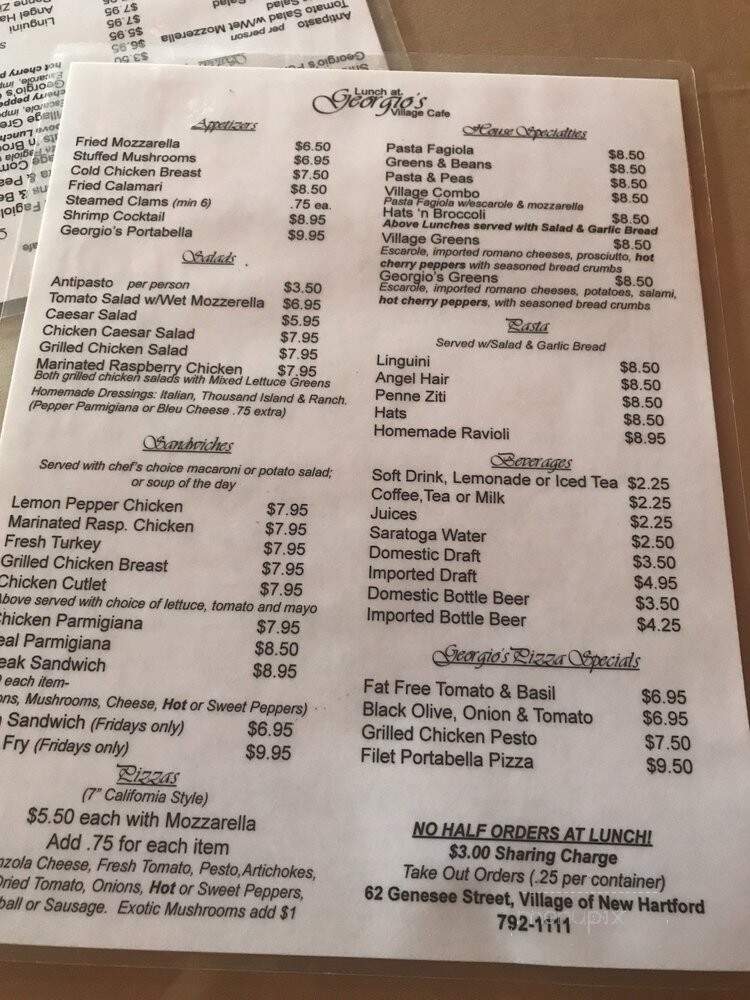 Lunch at
Georgio's
Village Cafe
Appetizers
Fried Mozzarella $6.50
Stuffed Mushrooms $6.95
Cold Chicken Breast $7.50
Fried Calamari $8.50
Steamed Clams (min 6) .75 ea.
Shrimp Cocktail $8.95
Georgio's Portabella $9.95
Salads
Antipasto per person $3.50
Tomato Salad w/Wet Mozzerella $6.95
Caesar Salad $5.95
Chicken Caesar Salad $7.95
Grilled Chicken Salad $7.95
Marinated Raspberry Chicken $7.95
Both grilled chicken salads with Mixed Lettuce Greens
Homemade Dressings: Italian, Thousand Island & Ranch.
(Pepper Parmigiana or Bleu Cheese .75 extra)
Sandwiches
Served with chef's choice macaroni or potato salad;
or soup of the day
Lemon Pepper Chicken $7.95
Marinated Rasp. Chicken $7.95
Fresh Turkey $7.95
Grilled Chicken Breast $7.95
Chicken Cutlet $7.95
Above served with choice of lettuce, tomato and mayo
hicken Parmigiana $7.95
eal Parmigiana $8.50
eak Sandwich $8.95
each item-
ons, Mushrooms, Cheese, Hot or Sweet Peppers)
Sandwich (Fridays only) $6.95
Fry (Fridays only) $9.95
Pizzas
(7" California Style)
$5.50 each with Mozzarella
Add .75 for each item
nzola Cheese, Fresh Tomato, Pesto, Artichokes,
Dried Tomato, Onions, Hot or Sweet Peppers,
ball or Sausage. Exotic Mushrooms add $1
House Specialties
Pasta Fagiola $8.50
Greens & Beans $8.50
Pasta & Peas $8.50
Village Combo $8.50
Pasta Fagiola w/escarole & mozzarella
Hats 'n Broccoli $8.50
Above Lunches served with Salad & Garlic Bread
Village Greens $8.50
Escarole, imported romano cheeses, prosciutto, hot
cherry peppers with seasoned bread crumbs
Georgio's Greens $8.50
Escarole, imported romano cheeses, potatoes, salami,
hot cherry peppers, with seasoned bread crumbs
Pasta
Served w/Salad & Garlic Bread
Linguini $8.50
Angel Hair $8.50
Penne Ziti $8.50
Hats $8.50
Homemade Ravioli $8.95
Beverages
Soft Drink, Lemonade or Iced Tea $2.25
Coffee, Tea or Milk $2.25
Juices $2.25
Saratoga Water $2.50
Domestic Draft $3.50
Imported Draft $4.95
Domestic Bottle Beer $3.50
Imported Bottle Beer $4.25
Georgio's Pizza Specials
Fat Free Tomato & Basil $6.95
Black Olive, Onion & Tomato $6.95
Grilled Chicken Pesto $7.50
Filet Portabella Pizza $9.50
NO HALF ORDERS AT LUNCH!
$3.00 Sharing Charge
Take Out Orders (.25 per container)
62 Genesee Street, Village of New Hartford
792-1111